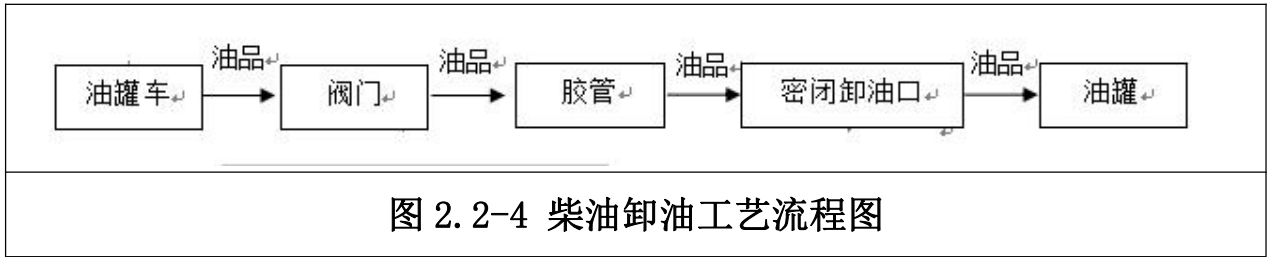 油品 油品 油品 油品
油罐车 阀门 胶管 密闭卸油口 油罐
图 2.2-4 柴油卸油工艺流程图